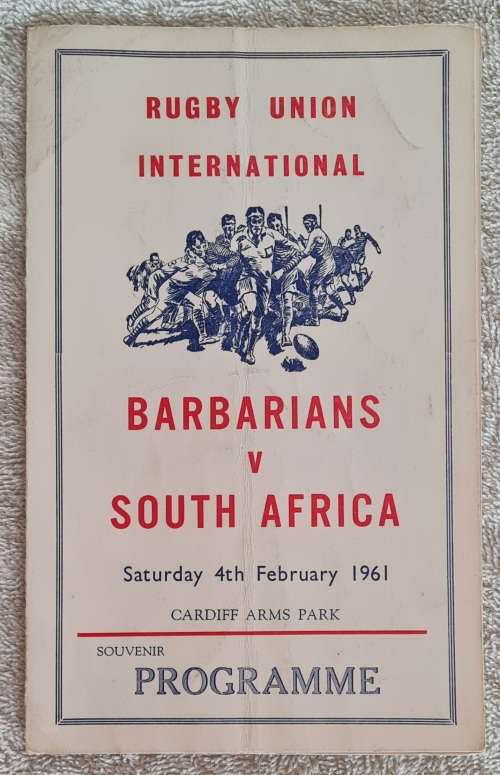 RUGBY UNION
INTERNATIONAL
BARBARIANS
V
SOUTH AFRICA
Saturday 4th February 1961
CARDIFF ARMS PARK
SOUVENIR
PROGRAMME